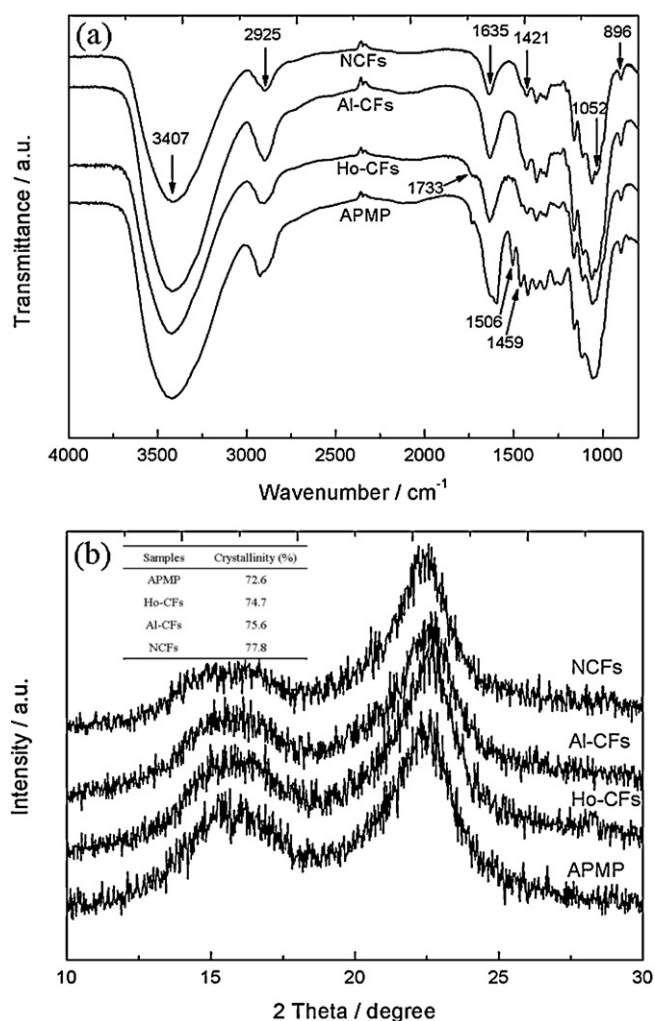 (a)
2925
1635
1421
896
NCFs
Al-CFs
3407
1052
Ho-CFs
1733
APMP
1506
1459
Transmittance / a.u.
4000 3500 3000 2500 2000 1500 1000
Wavenumber / cm⁻¹
(b)
Samples Crystallinity (%)
APMP 72.6
Ho-CFs 74.7
Al-CFs 75.6
NCFs 77.8
NCFs
Al-CFs
Ho-CFs
APMP
Intensity / a.u.
10 15 20 25 30
2 Theta / degree